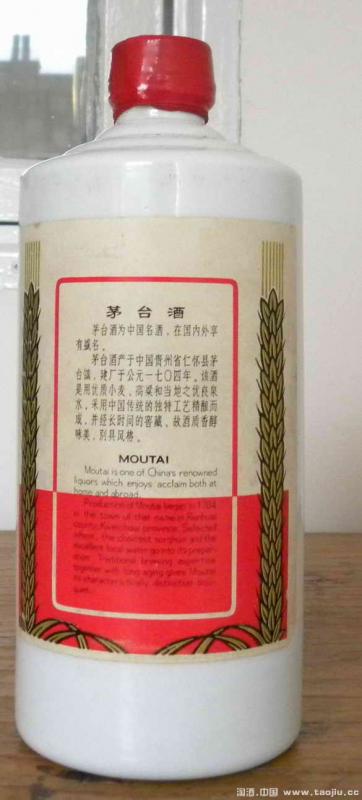 茅台酒
茅台酒为中国名酒，在国内外享
有盛名。
茅台酒产于中国贵州省仁怀县茅
台镇，建厂于公元一七〇四年。该酒
是用优质小麦，高粱和当地之优良泉
水，采用中国传统的独特工艺精酿而
成，并经长时间的窖藏，故酒质香醇
味美，别具风格。
MOUTAI
Moutai is one of China's renowned
liquors which enjoys acclaim both at
home and abroad.
Production of Moutai began in 1704
in the town of that name in Renhuai
county, Kweichow province. Selected
wheat, the choicest sorghum and the
excellent local water go into its prepar-
ation. Traditional brewing expertise
together with long aging gives Moutai
its characteristically distinctive bou-
quet.
淘酒.中国 www.taojiu.cc